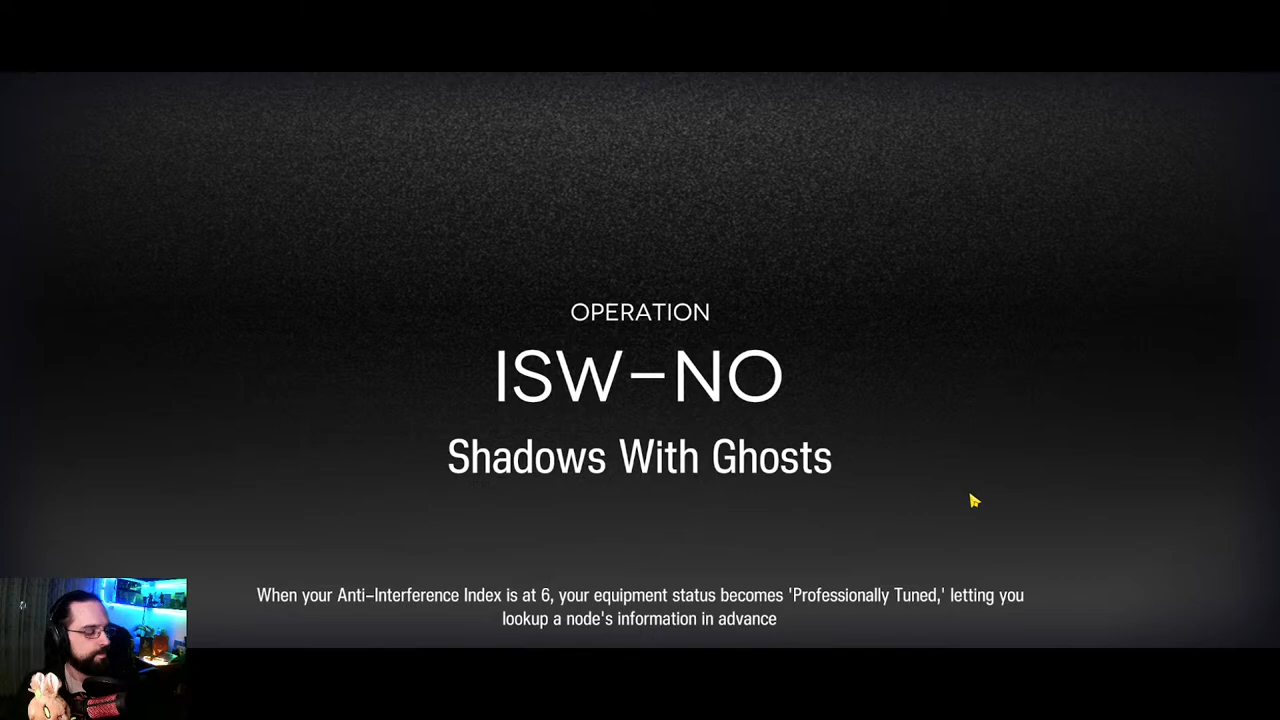 OPERATION
ISW-NO
Shadows With Ghosts
When your Anti-Interference Index is at 6, your equipment status becomes 'Professionally Tuned,' letting you
lookup a node's information in advance